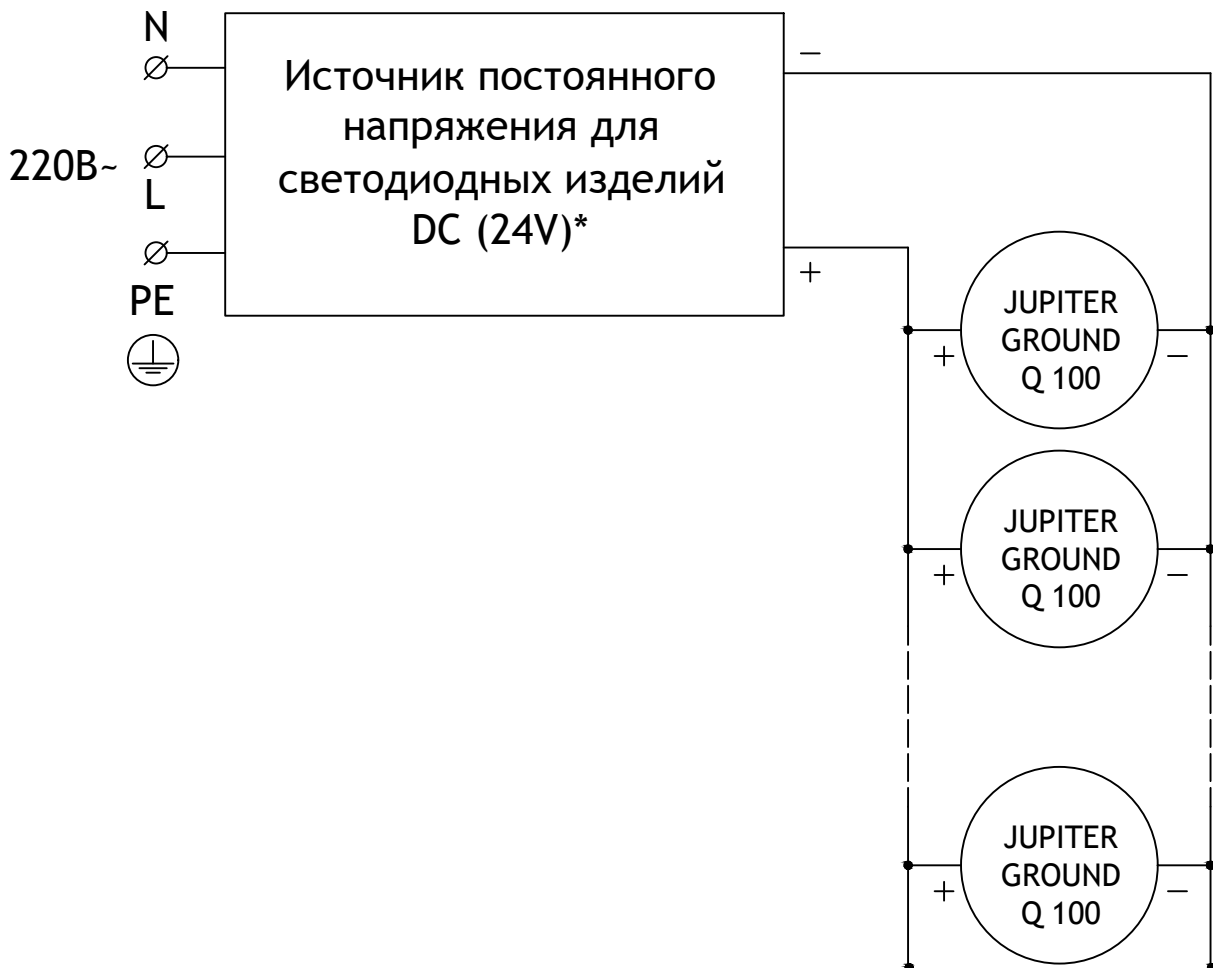 N
Источник постоянного
напряжения для
светодиодных изделий
DC (24V)*
220В~
L
PE
−
+
JUPITER
GROUND
Q 100
+
−
JUPITER
GROUND
Q 100
+
−
JUPITER
GROUND
Q 100
+
−